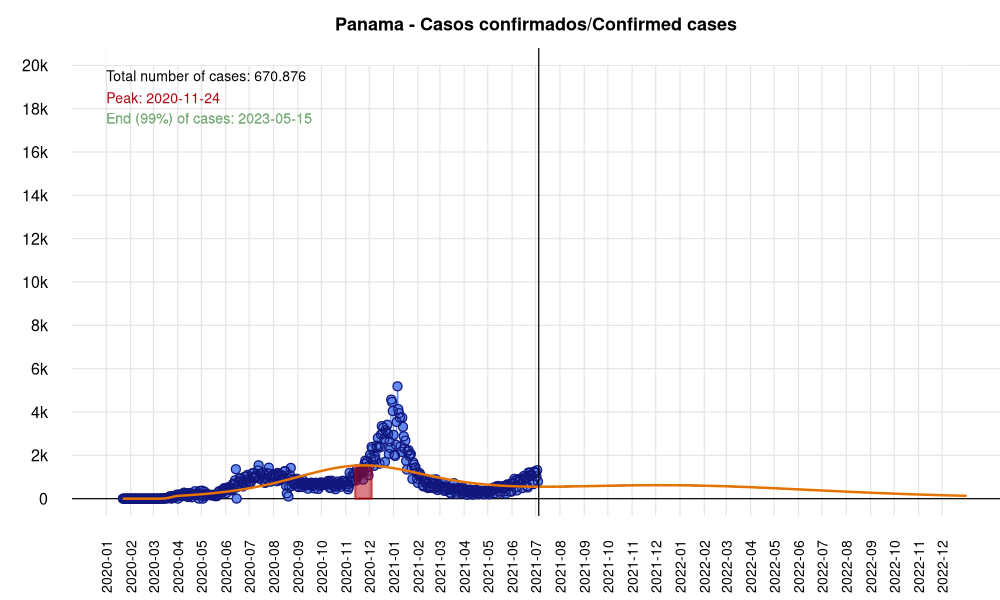 Panama - Casos confirmados/Confirmed cases
20k
18k
16k
14k
12k
10k
8k
6k
4k
2k
0
Total number of cases: 670.876
Peak: 2020-11-24
End (99%) of cases: 2023-05-15
2020-01
2020-02
2020-03
2020-04
2020-05
2020-06
2020-07
2020-08
2020-09
2020-10
2020-11
2020-12
2021-01
2021-02
2021-03
2021-04
2021-05
2021-06
2021-07
2021-08
2021-09
2021-10
2021-11
2021-12
2022-01
2022-02
2022-03
2022-04
2022-05
2022-06
2022-07
2022-08
2022-09
2022-10
2022-11
2022-12